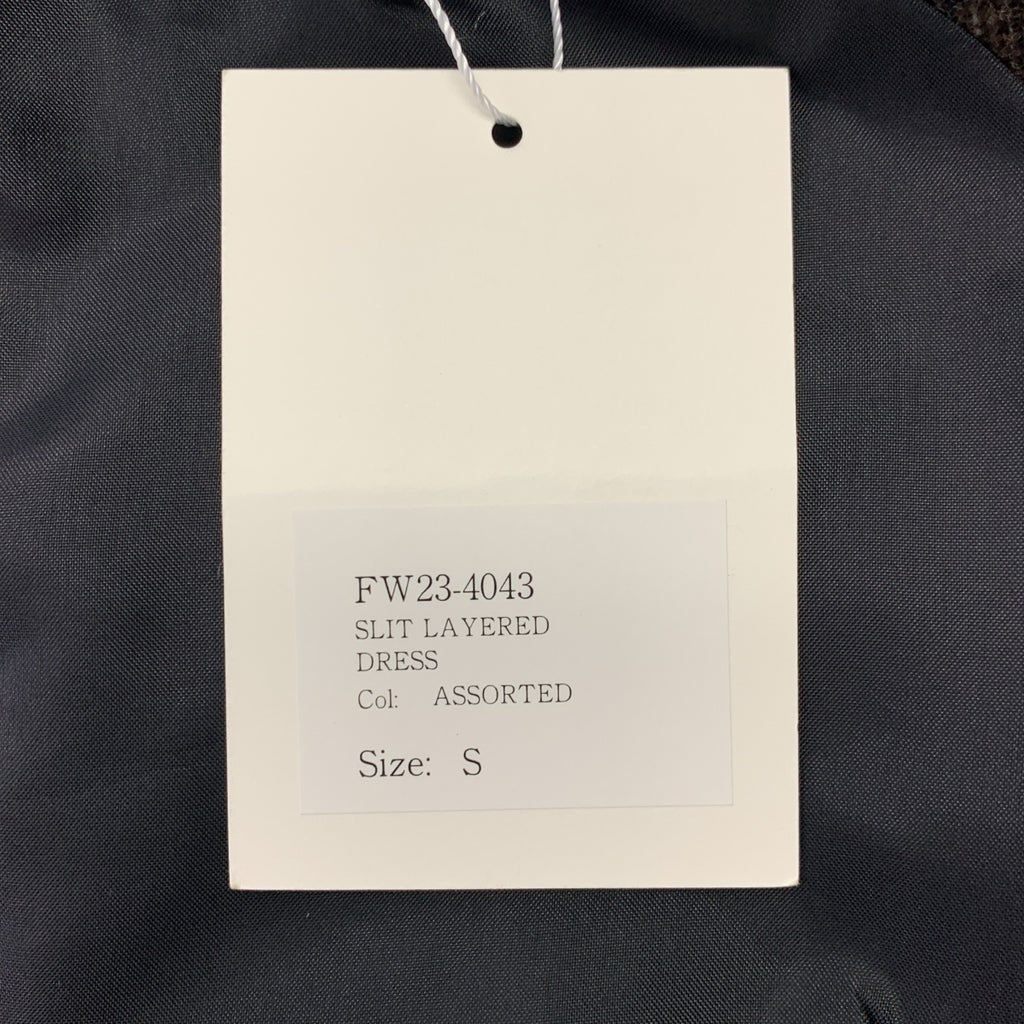 FW23-4043
SLIT LAYERED
DRESS
Col: ASSORTED
Size: S